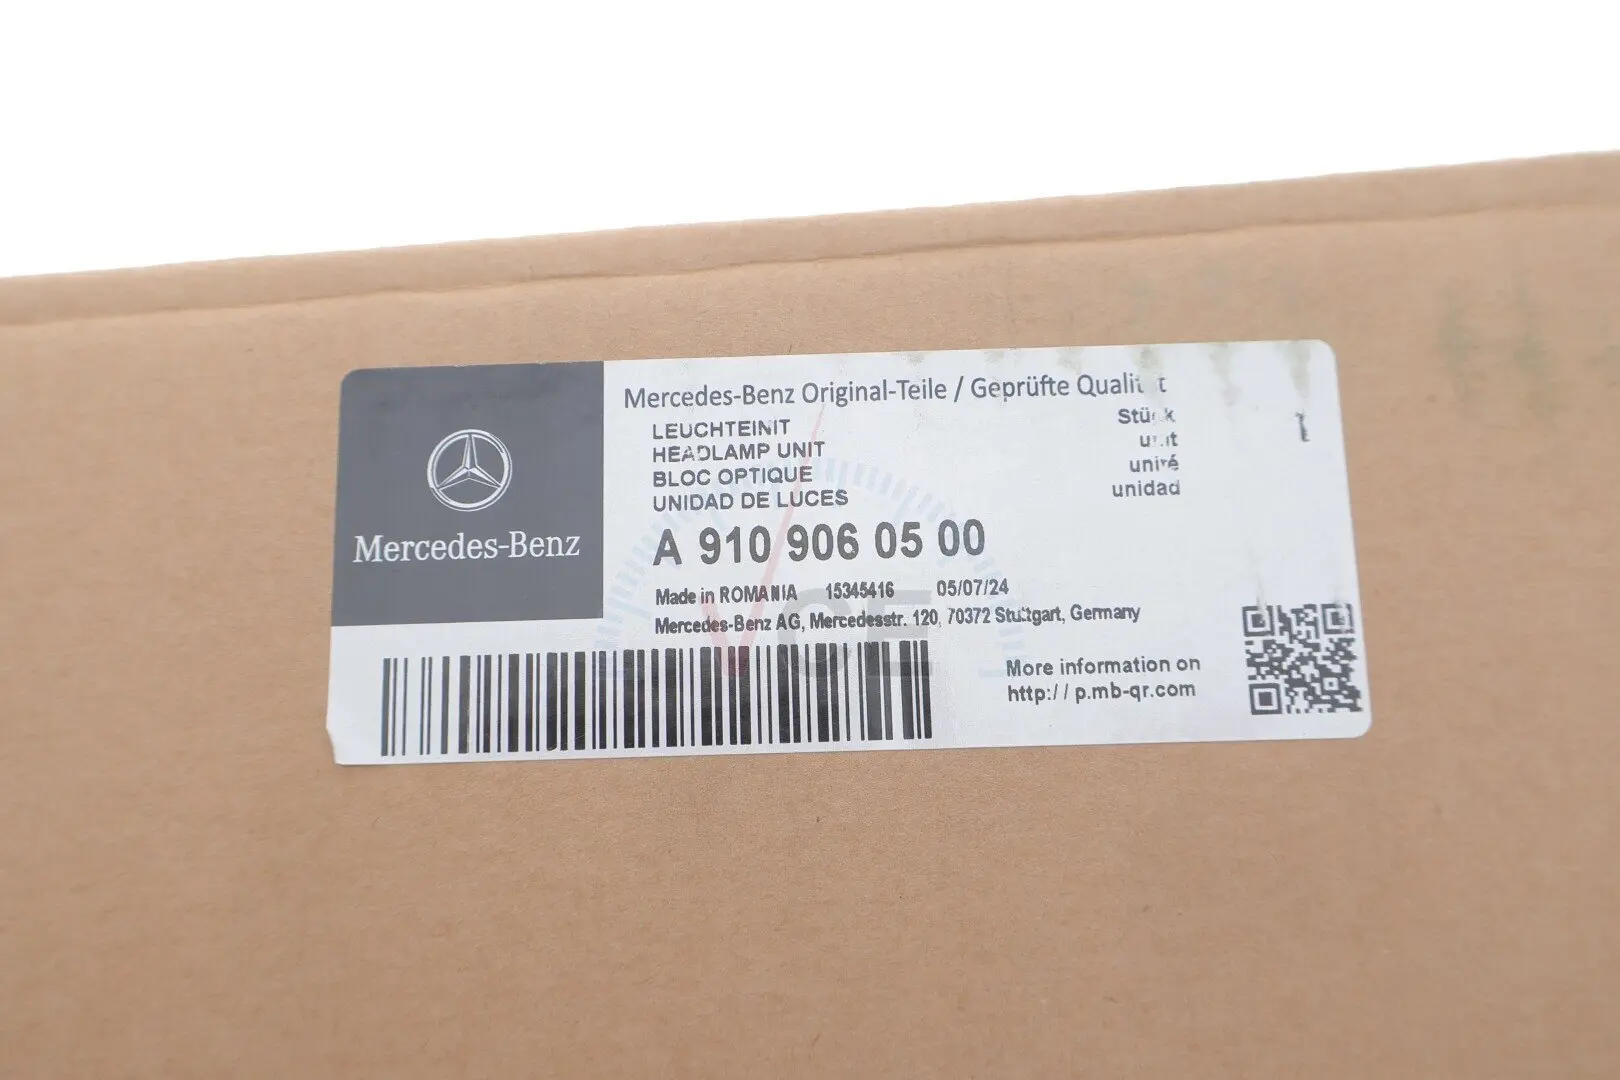 Mercedes-Benz
Mercedes-Benz Original-Teile / Geprüfte Qualität
LEUCHTEINIT
HEADLAMP UNIT
BLOC OPTIQUE
UNIDAD DE LUCES
Stück
unit
unité
unidad
1
A 910 906 05 00
Made in ROMANIA 15345416 05/07/24
Mercedes-Benz AG, Mercedesstr. 120, 70372 Stuttgart, Germany
More information on
http:// p.mb-qr.com
VCE